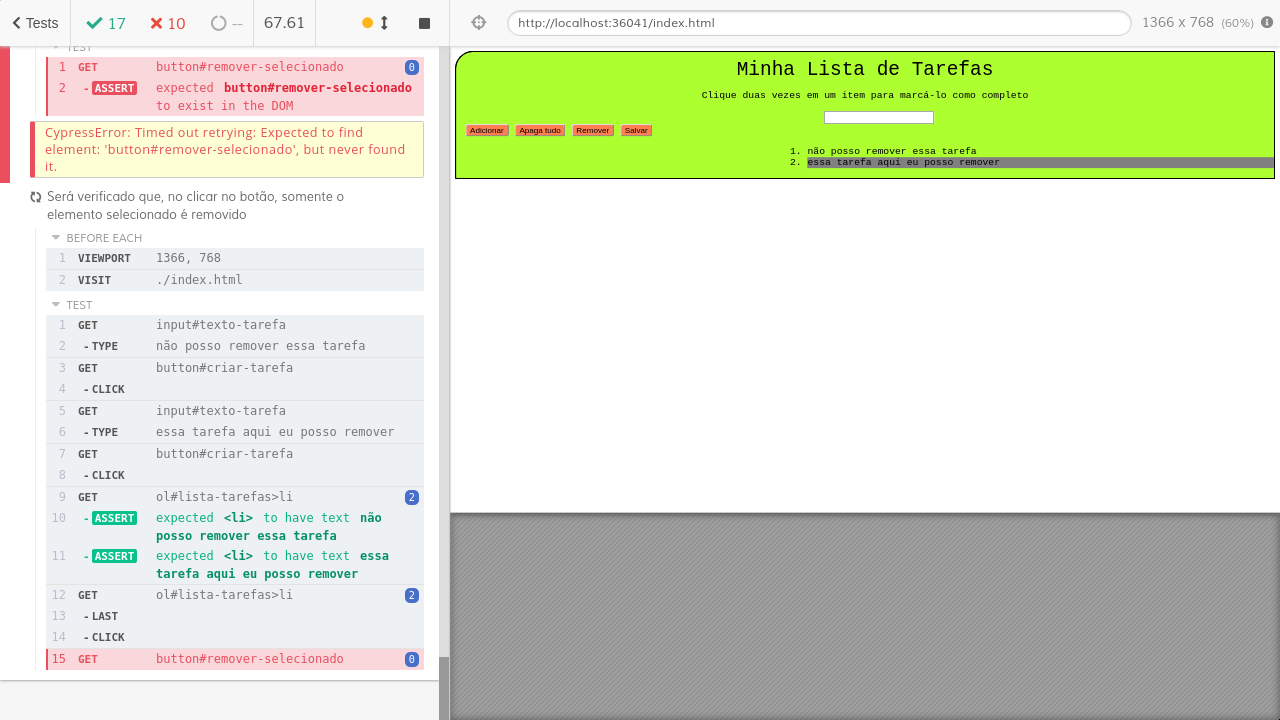 Tests
17
10
--
67.61
http://localhost:36041/index.html
1366 x 768 (60%)
TEST
1 GET button#remover-selecionado 0
2 - ASSERT expected button#remover-selecionado
to exist in the DOM
CypressError: Timed out retrying: Expected to find
element: 'button#remover-selecionado', but never found
it.
Será verificado que, no clicar no botão, somente o
elemento selecionado é removido
BEFORE EACH
1 VIEWPORT 1366, 768
2 VISIT ./index.html
TEST
1 GET input#texto-tarefa
2 - TYPE não posso remover essa tarefa
3 GET button#criar-tarefa
4 - CLICK
5 GET input#texto-tarefa
6 - TYPE essa tarefa aqui eu posso remover
7 GET button#criar-tarefa
8 - CLICK
9 GET ol#lista-tarefas>li 2
10 - ASSERT expected <li> to have text não
posso remover essa tarefa
11 - ASSERT expected <li> to have text essa
tarefa aqui eu posso remover
12 GET ol#lista-tarefas>li 2
13 - LAST
14 - CLICK
15 GET button#remover-selecionado 0
Minha Lista de Tarefas
Clique duas vezes em um item para marcá-lo como completo
Adicionar Apaga tudo Remover Salvar
1. não posso remover essa tarefa
2. essa tarefa aqui eu posso remover